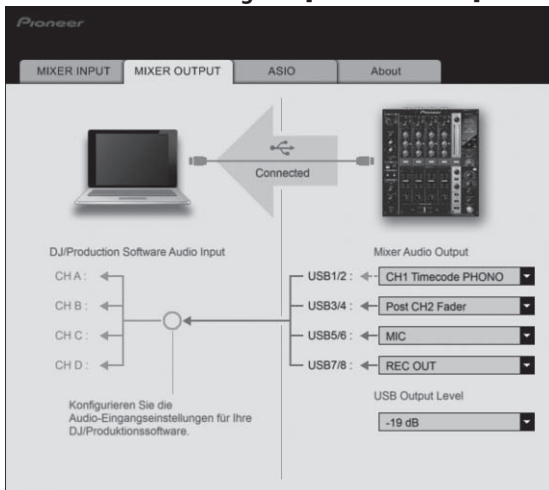 Pioneer
MIXER INPUT MIXER OUTPUT ASIO About
Connected
DJ/Production Software Audio Input
CH A :
CH B :
CH C :
CH D :
Konfigurieren Sie die
Audio-Eingangseinstellungen für Ihre
DJ/Produktionssoftware.
Mixer Audio Output
USB1/2 : CH1 Timecode PHONO
USB3/4 : Post CH2 Fader
USB5/6 : MIC
USB7/8 : REC OUT
USB Output Level
-19 dB